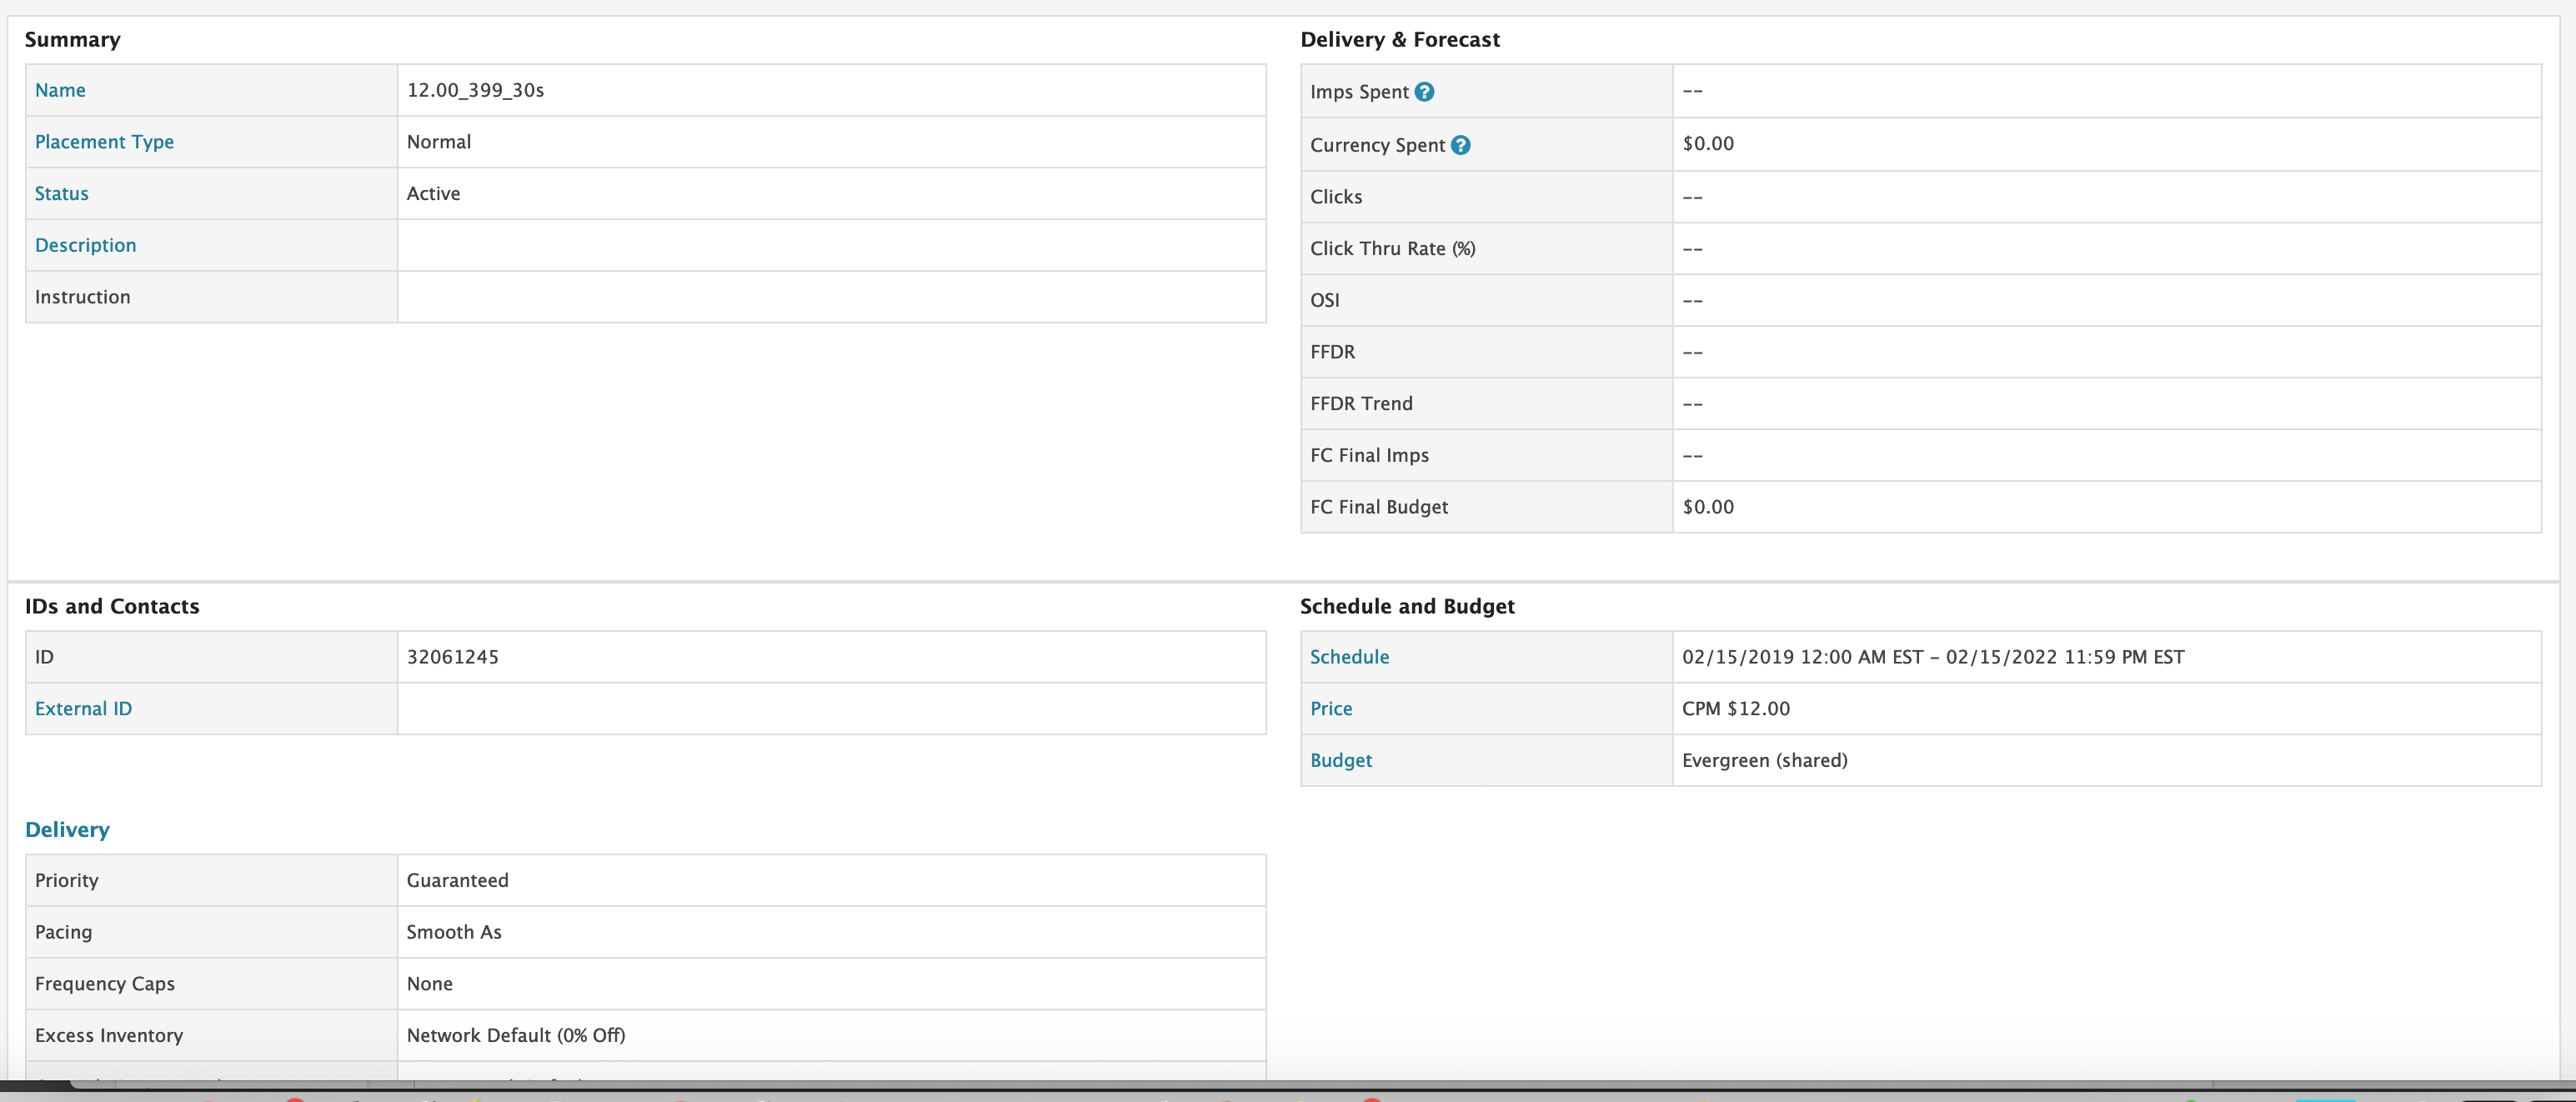 Summary
Name 12.00_399_30s
Placement Type Normal
Status Active
Description
Instruction
Delivery & Forecast
Imps Spent ? --
Currency Spent ? $0.00
Clicks --
Click Thru Rate (%) --
OSI --
FFDR --
FFDR Trend --
FC Final Imps --
FC Final Budget $0.00
IDs and Contacts
ID 32061245
External ID
Schedule and Budget
Schedule 02/15/2019 12:00 AM EST - 02/15/2022 11:59 PM EST
Price CPM $12.00
Budget Evergreen (shared)
Delivery
Priority Guaranteed
Pacing Smooth As
Frequency Caps None
Excess Inventory Network Default (0% Off)